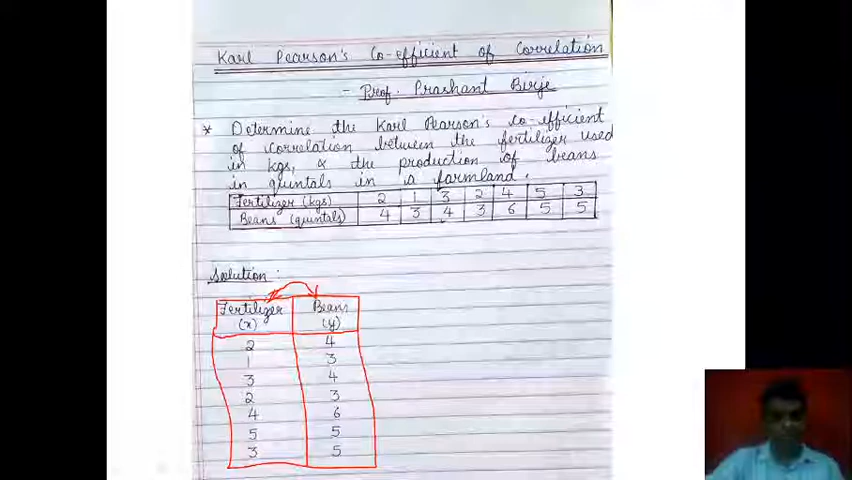 Karl Pearson's Co-efficient of Correlation
- Prof. Prashant Birje
* Determine the Karl Pearson's co-efficient
of correlation between the fertilizer used
in kgs, & the production of beans
in quintals in a farmland.
Fertilizer (kgs) 2 1 3 2 4 5 3
Beans (quintals) 4 3 4 3 6 5 5
Solution :
Fertilizer Beans
(x) (y)
2 4
1 3
3 4
2 3
4 6
5 5
3 5